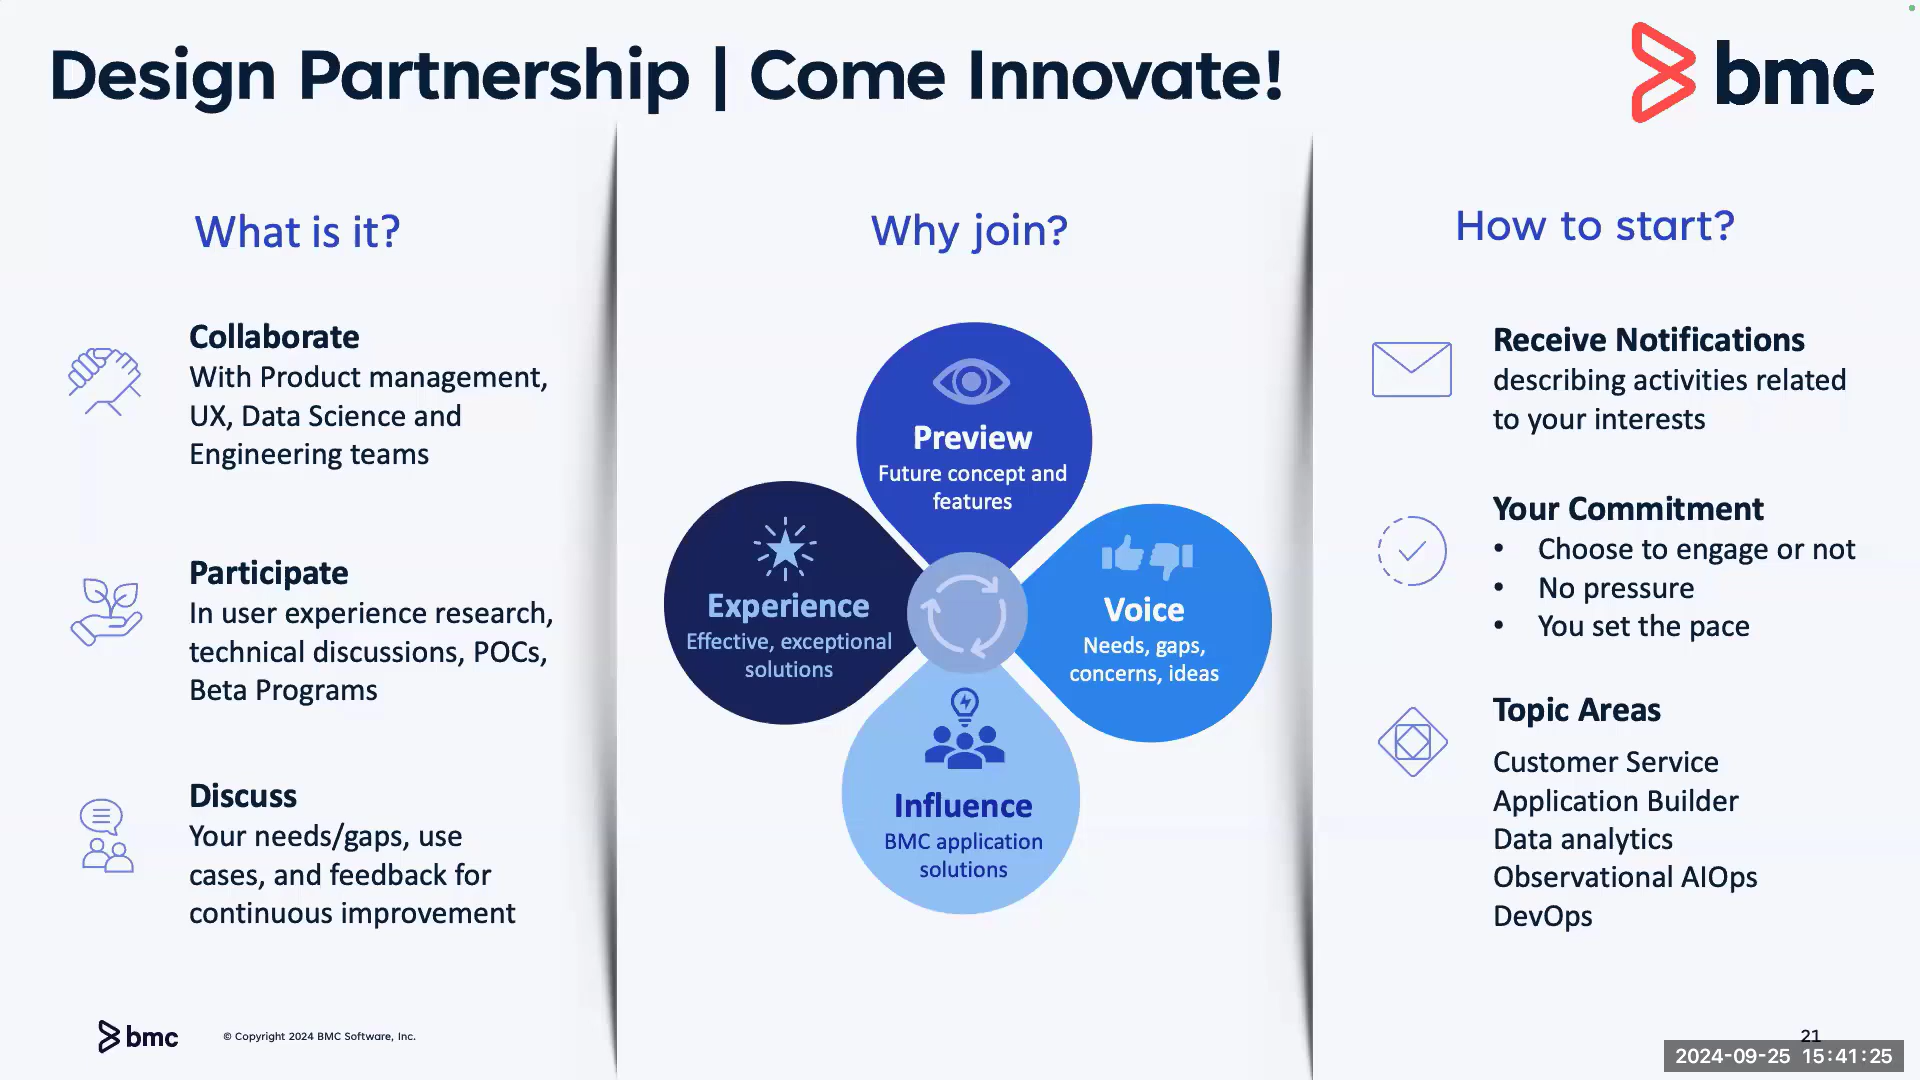 Design Partnership | Come Innovate!
bmc
What is it?
Collaborate
With Product management,
UX, Data Science and
Engineering teams
Participate
In user experience research,
technical discussions, POCs,
Beta Programs
Discuss
Your needs/gaps, use
cases, and feedback for
continuous improvement
Why join?
Preview
Future concept and
features
Experience
Effective, exceptional
solutions
Voice
Needs, gaps,
concerns, ideas
Influence
BMC application
solutions
How to start?
Receive Notifications
describing activities related
to your interests
Your Commitment
• Choose to engage or not
• No pressure
• You set the pace
Topic Areas
Customer Service
Application Builder
Data analytics
Observational AIOps
DevOps
bmc
© Copyright 2024 BMC Software, Inc.
21
2024-09-25 15:41:25